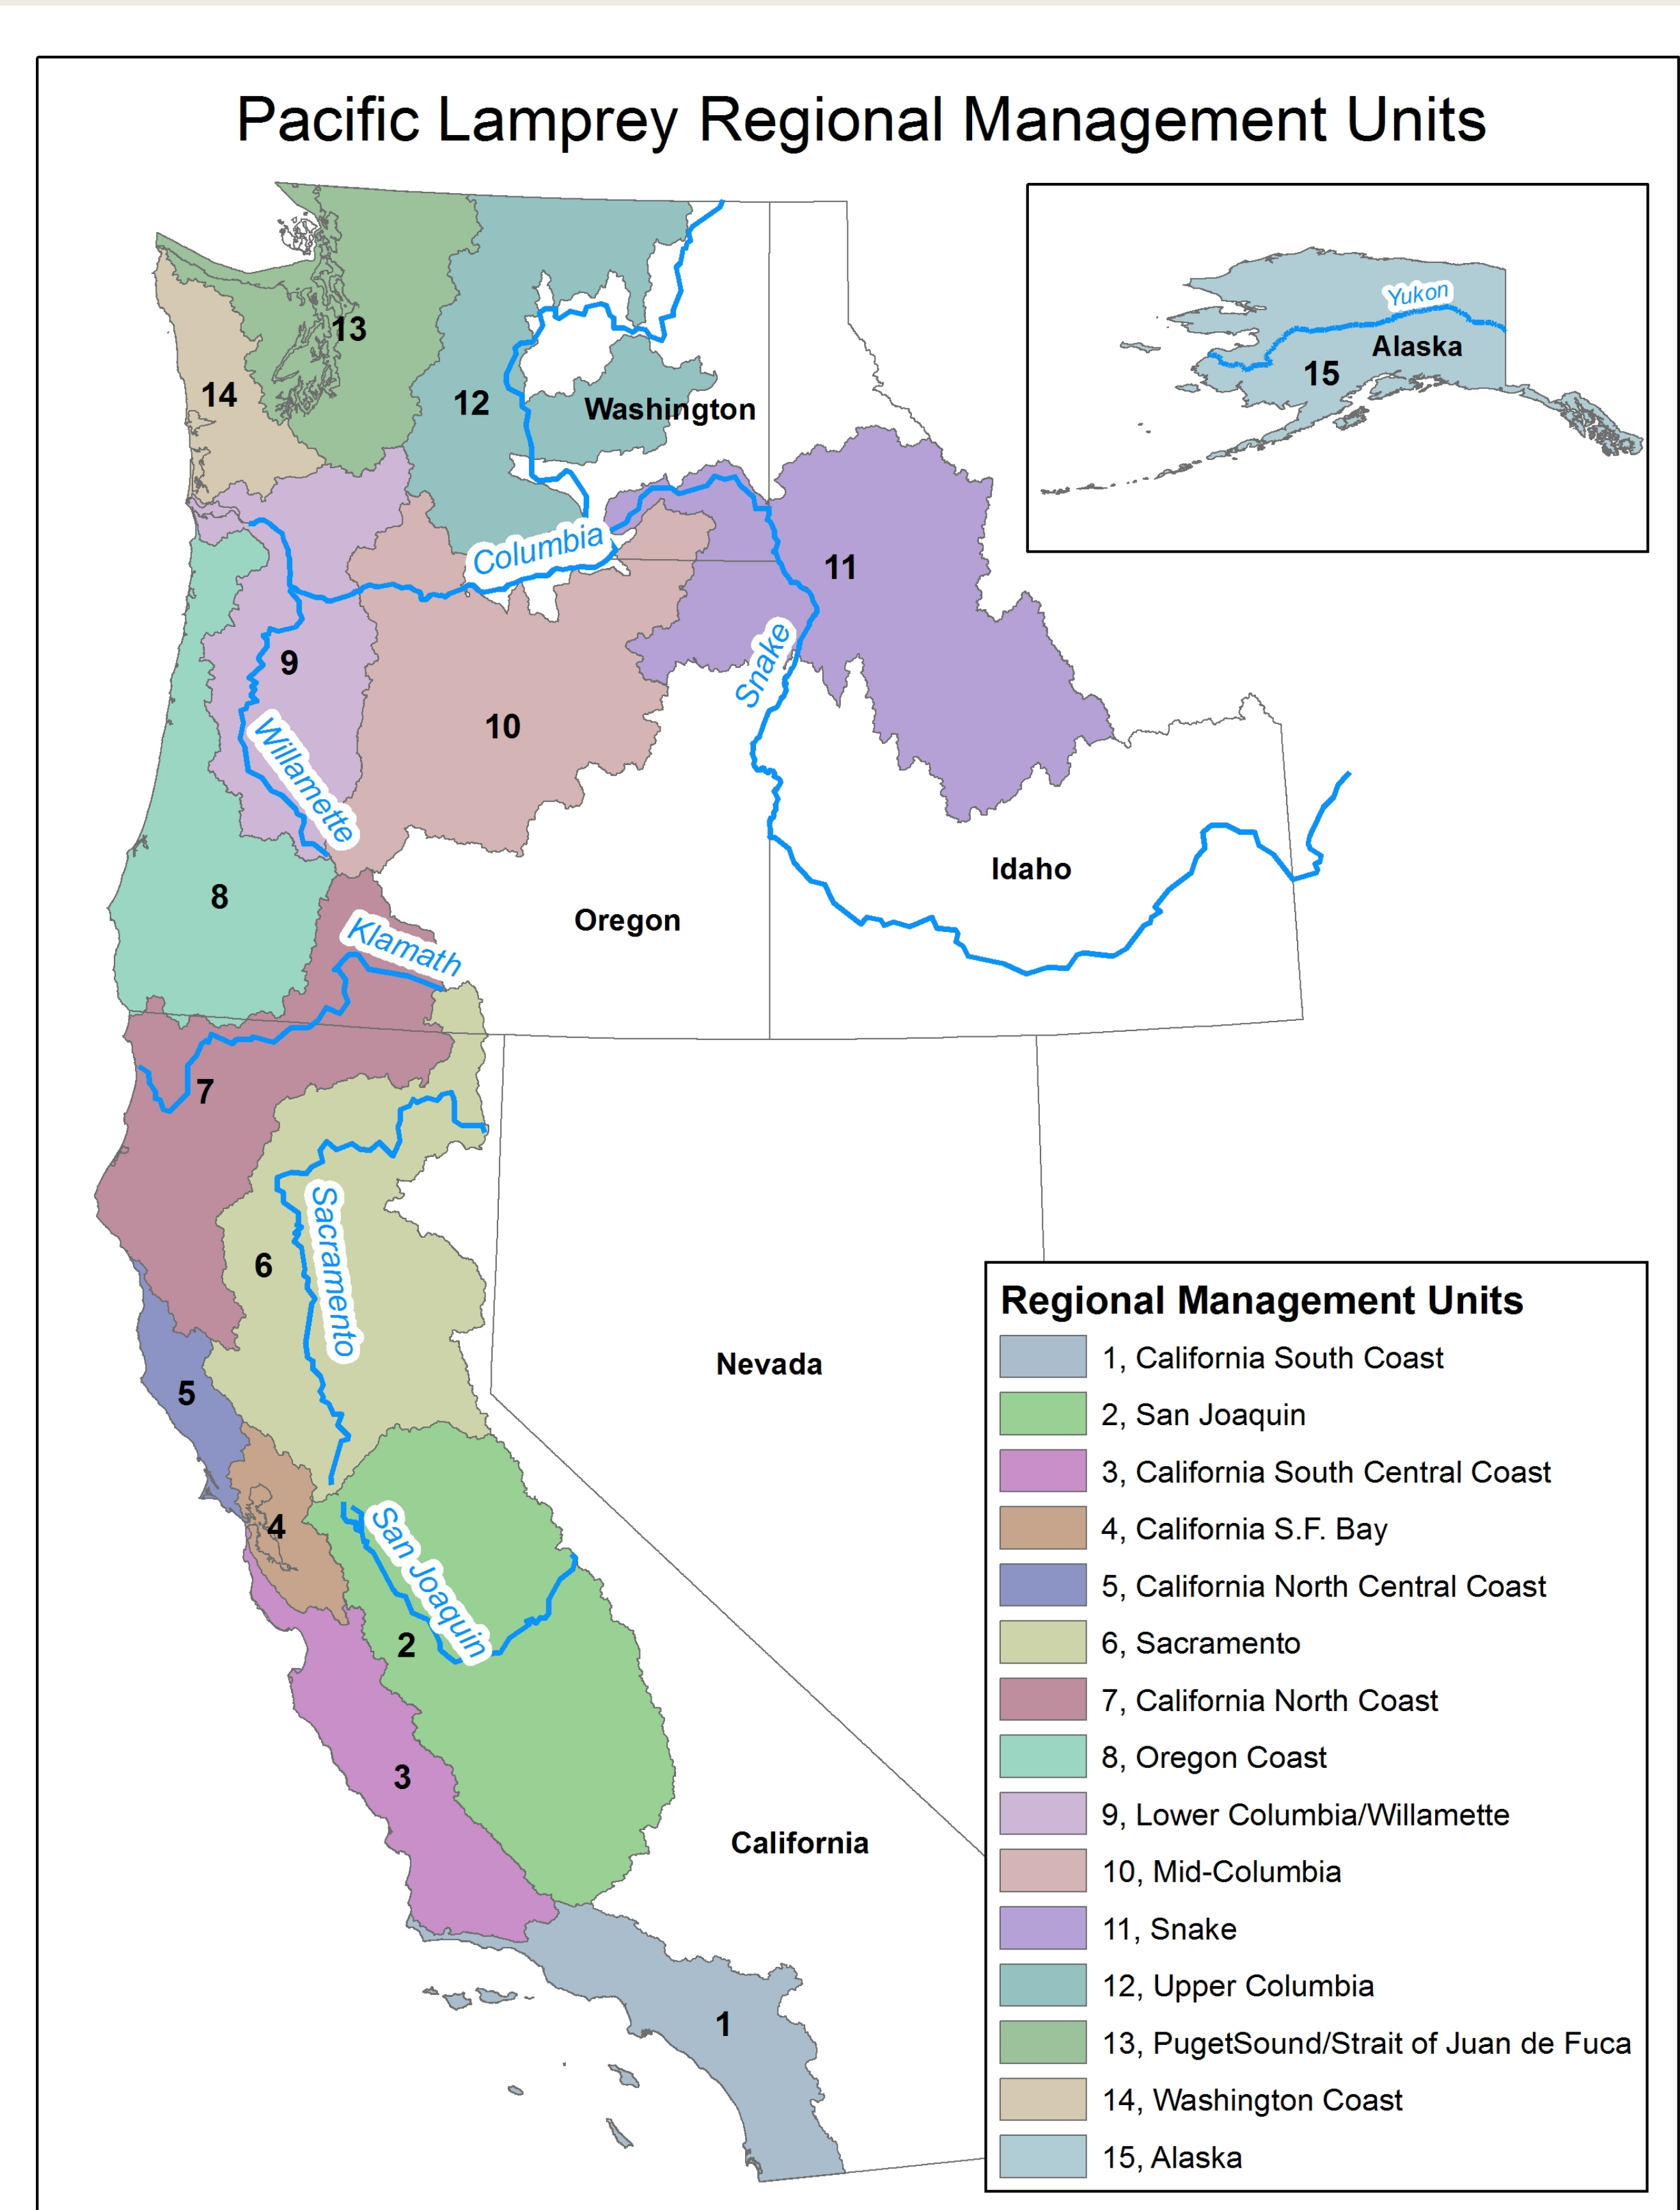 Pacific Lamprey Regional Management Units
13
14
12
Washington
Columbia
11
Snake
9
10
Willamette
8
Klamath
Oregon
Idaho
7
6
Sacramento
5
Nevada
4
San Joaquin
2
3
California
1
Yukon
Alaska
15
Regional Management Units
1, California South Coast
2, San Joaquin
3, California South Central Coast
4, California S.F. Bay
5, California North Central Coast
6, Sacramento
7, California North Coast
8, Oregon Coast
9, Lower Columbia/Willamette
10, Mid-Columbia
11, Snake
12, Upper Columbia
13, PugetSound/Strait of Juan de Fuca
14, Washington Coast
15, Alaska